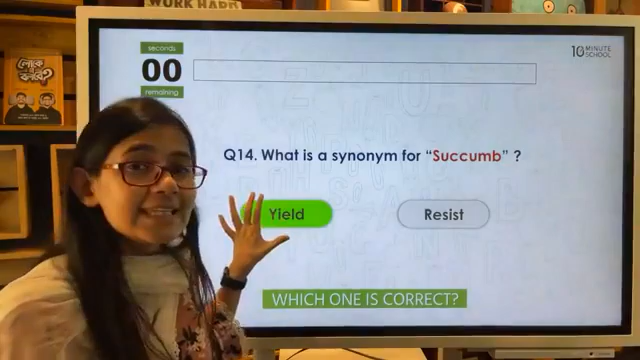 WORK HARD
seconds
00
remaining
10 MINUTE
SCHOOL
লোকে
কী
বলবে?
Q14. What is a synonym for “Succumb” ?
Yield
Resist
WHICH ONE IS CORRECT?